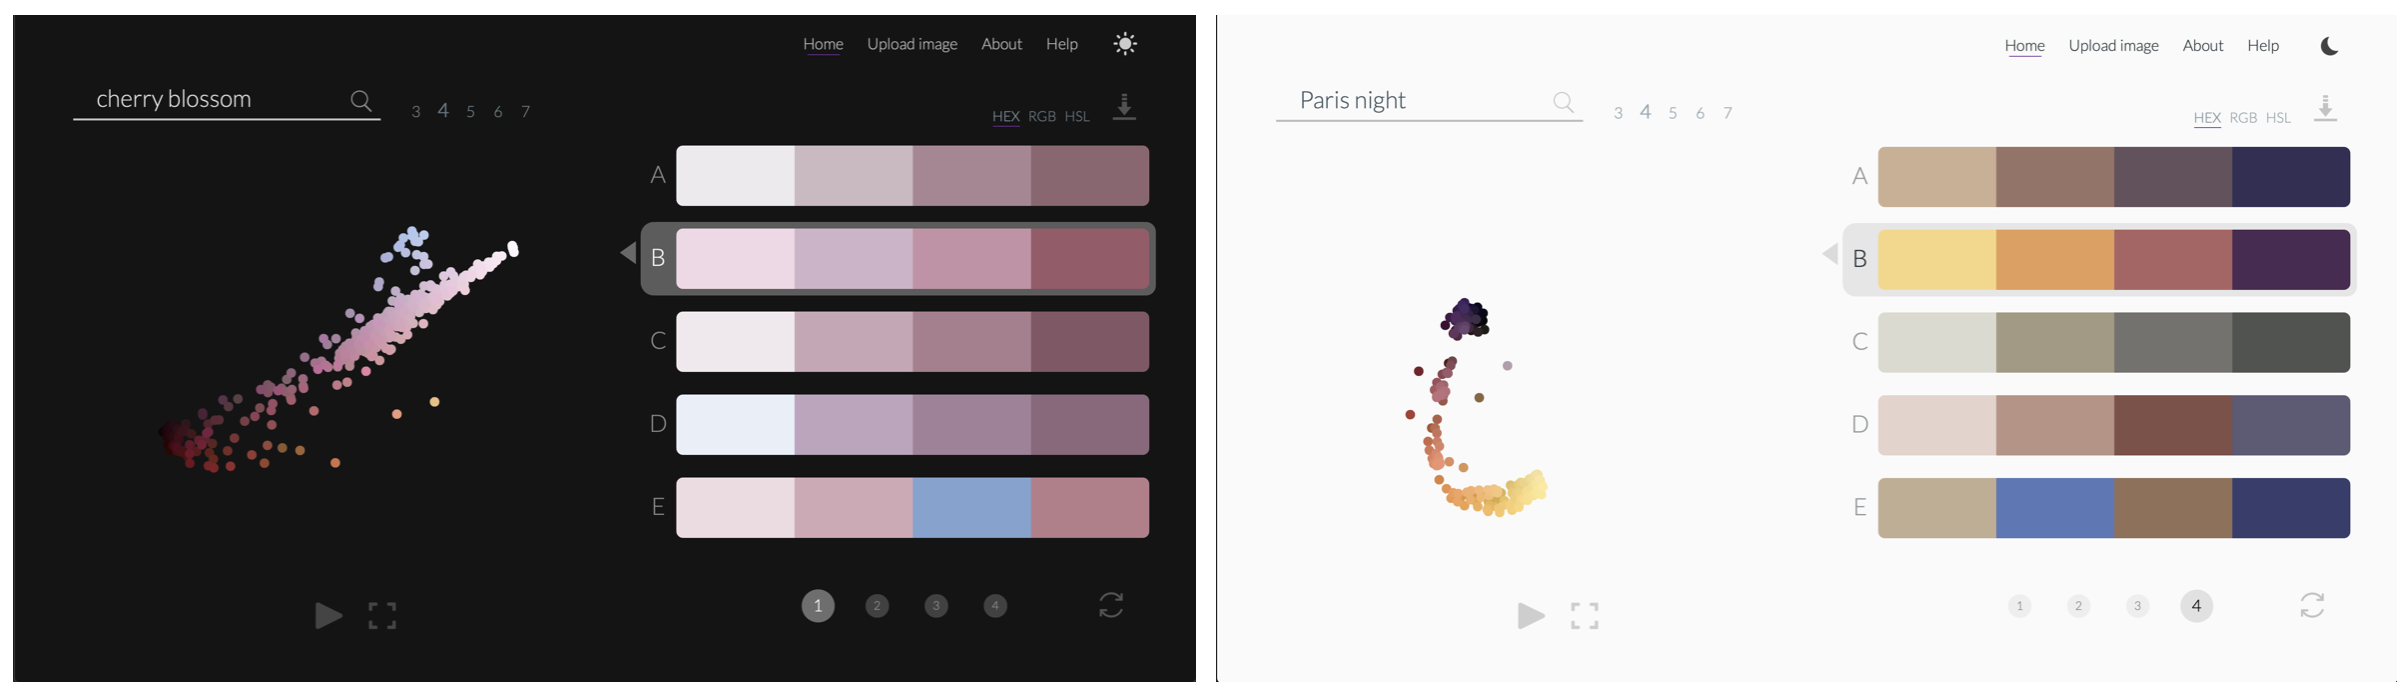 Home Upload image About Help
cherry blossom
3 4 5 6 7
HEX RGB HSL
A
B
C
D
E
1 2 3 4
Home Upload image About Help
Paris night
3 4 5 6 7
HEX RGB HSL
A
B
C
D
E
1 2 3 4